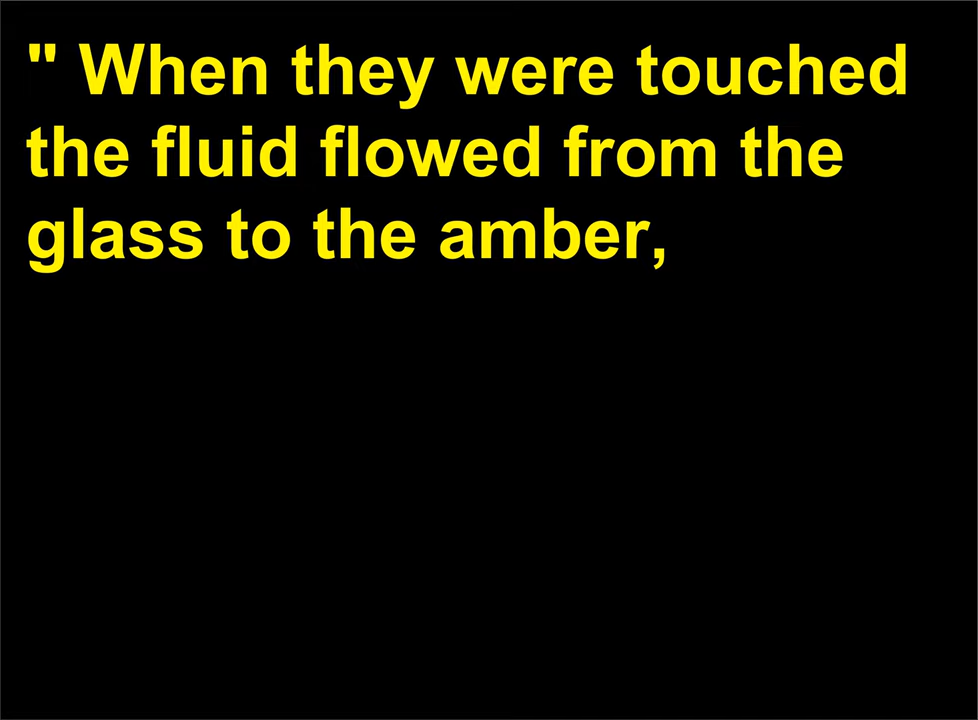 " When they were touched
the fluid flowed from the
glass to the amber,